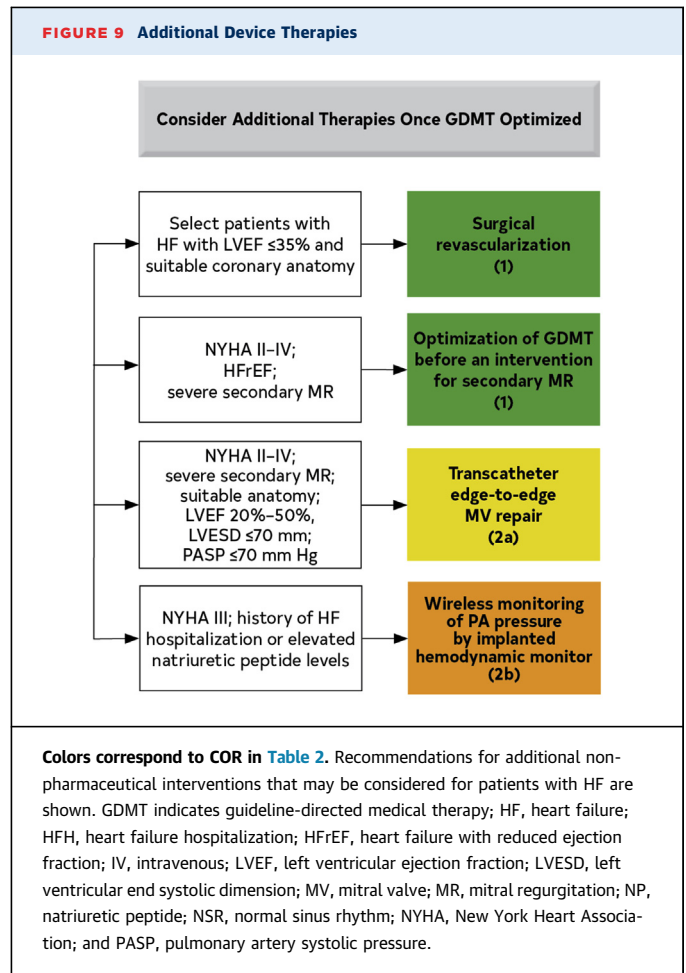 FIGURE 9 Additional Device Therapies
Consider Additional Therapies Once GDMT Optimized
Select patients with
HF with LVEF ≤35% and
suitable coronary anatomy
Surgical
revascularization
(1)
NYHA II–IV;
HFrEF;
severe secondary MR
Optimization of GDMT
before an intervention
for secondary MR
(1)
NYHA II–IV;
severe secondary MR;
suitable anatomy;
LVEF 20%–50%,
LVESD ≤70 mm;
PASP ≤70 mm Hg
Transcatheter
edge-to-edge
MV repair
(2a)
NYHA III; history of HF
hospitalization or elevated
natriuretic peptide levels
Wireless monitoring
of PA pressure
by implanted
hemodynamic monitor
(2b)
Colors correspond to COR in Table 2. Recommendations for additional non-
pharmaceutical interventions that may be considered for patients with HF are
shown. GDMT indicates guideline-directed medical therapy; HF, heart failure;
HFH, heart failure hospitalization; HFrEF, heart failure with reduced ejection
fraction; IV, intravenous; LVEF, left ventricular ejection fraction; LVESD, left
ventricular end systolic dimension; MV, mitral valve; MR, mitral regurgitation; NP,
natriuretic peptide; NSR, normal sinus rhythm; NYHA, New York Heart Associa-
tion; and PASP, pulmonary artery systolic pressure.